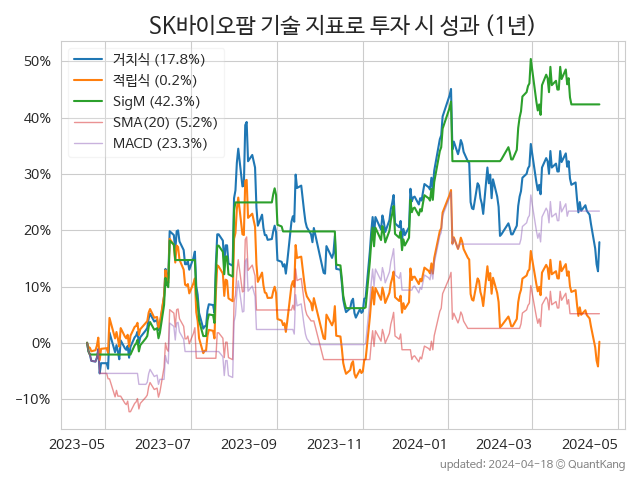 SK바이오팜 기술 지표로 투자 시 성과 (1년)
거치식 (17.8%)
적립식 (0.2%)
SigM (42.3%)
SMA(20) (5.2%)
MACD (23.3%)
50%
40%
30%
20%
10%
0%
−10%
2023-05 2023-07 2023-09 2023-11 2024-01 2024-03 2024-05
updated: 2024-04-18 © QuantKang